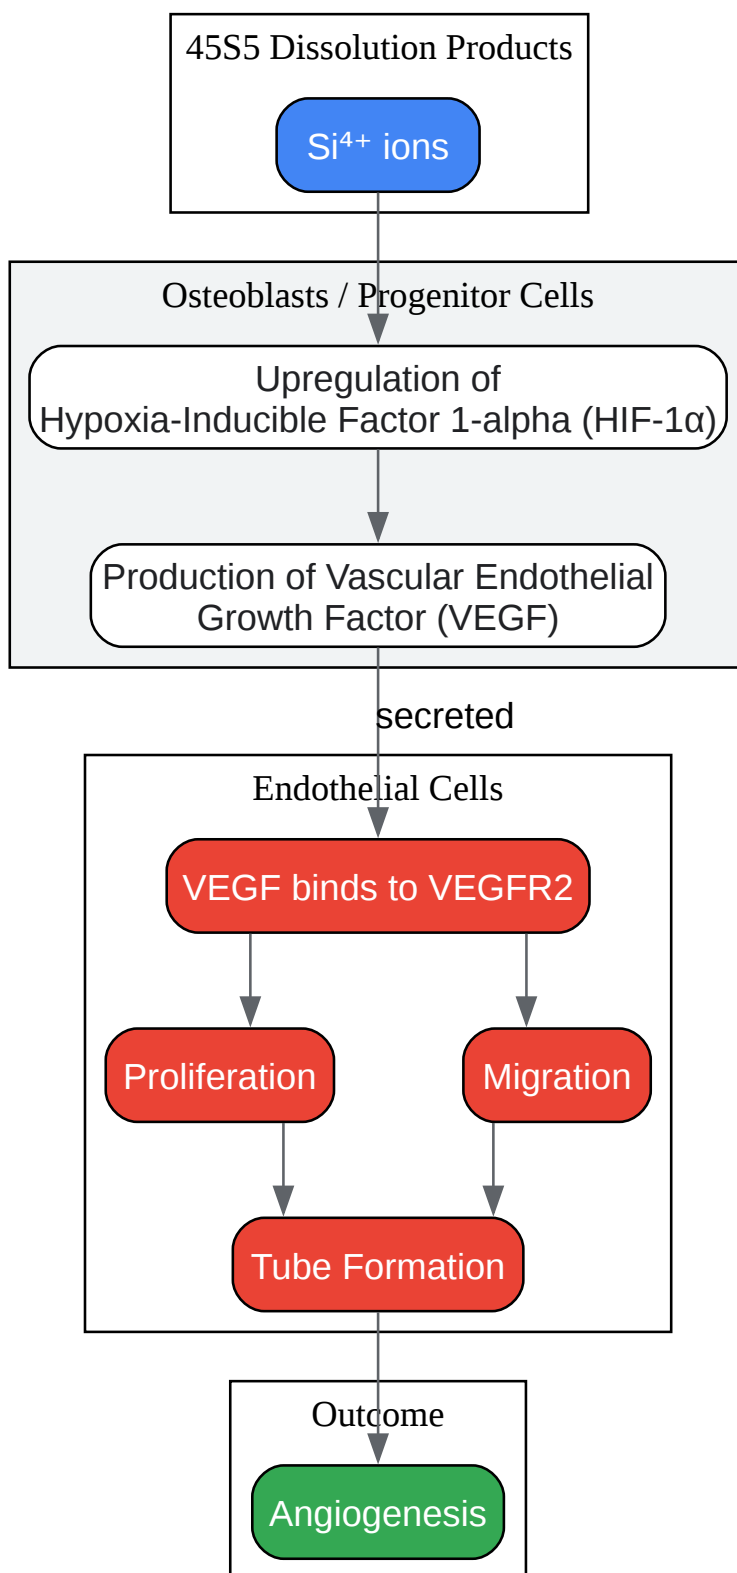 45S5 Dissolution Products
Si⁴⁺ ions
Osteoblasts / Progenitor Cells
Upregulation of
Hypoxia-Inducible Factor 1-alpha (HIF-1α)
Production of Vascular Endothelial
Growth Factor (VEGF)
secreted
Endothelial Cells
VEGF binds to VEGFR2
Proliferation
Migration
Tube Formation
Outcome
Angiogenesis